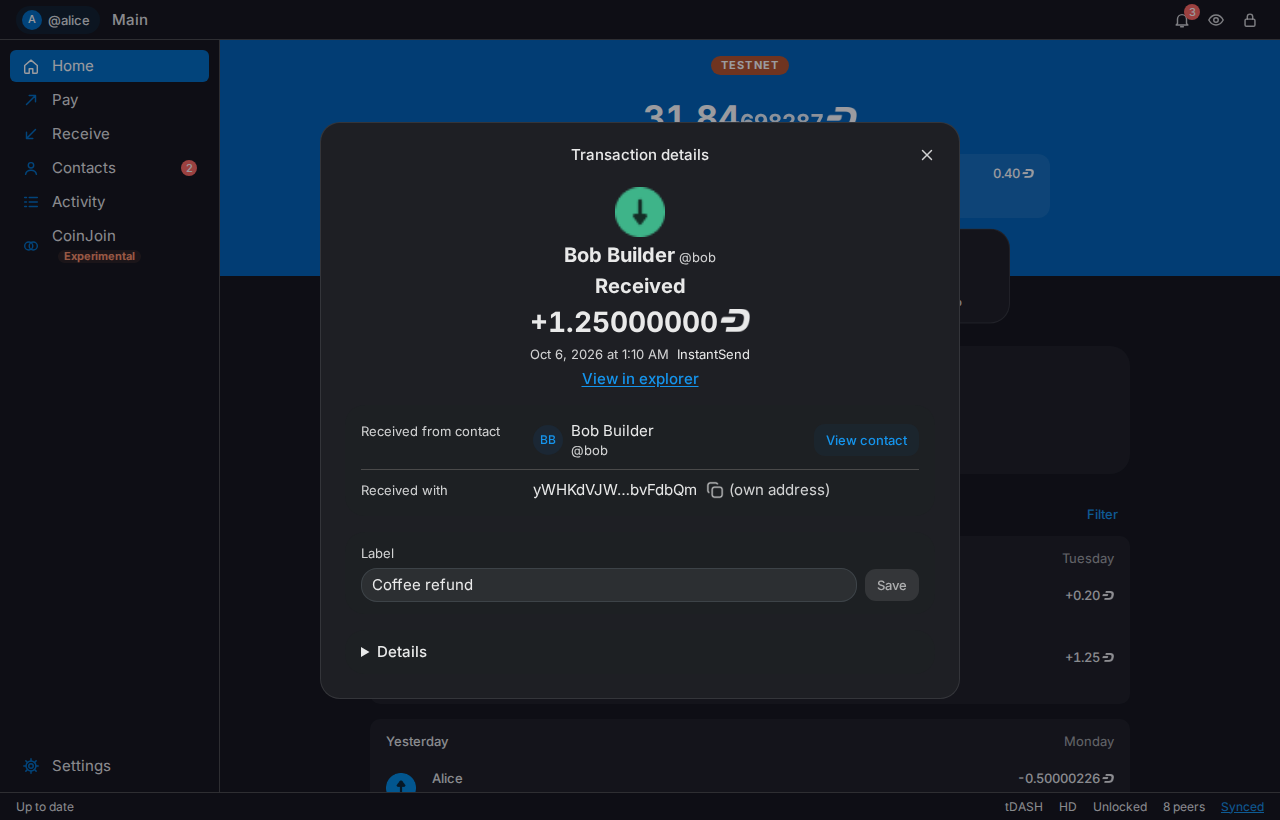 A @alice Main 3
Home
Pay
Receive
Contacts 2
Activity
CoinJoin
Experimental
Settings
TESTNET
31.84698287
0.40
Transaction details
Bob Builder @bob
Received
+1.25000000
Oct 6, 2026 at 1:10 AM InstantSend
View in explorer
Received from contact BB Bob Builder
@bob
View contact
Received with yWHKdVJW...bvFdbQm (own address)
Label
Coffee refund Save
Details
Filter
Tuesday
+0.20
+1.25
Yesterday Monday
Alice -0.50000226
Up to date tDASH HD Unlocked 8 peers Synced